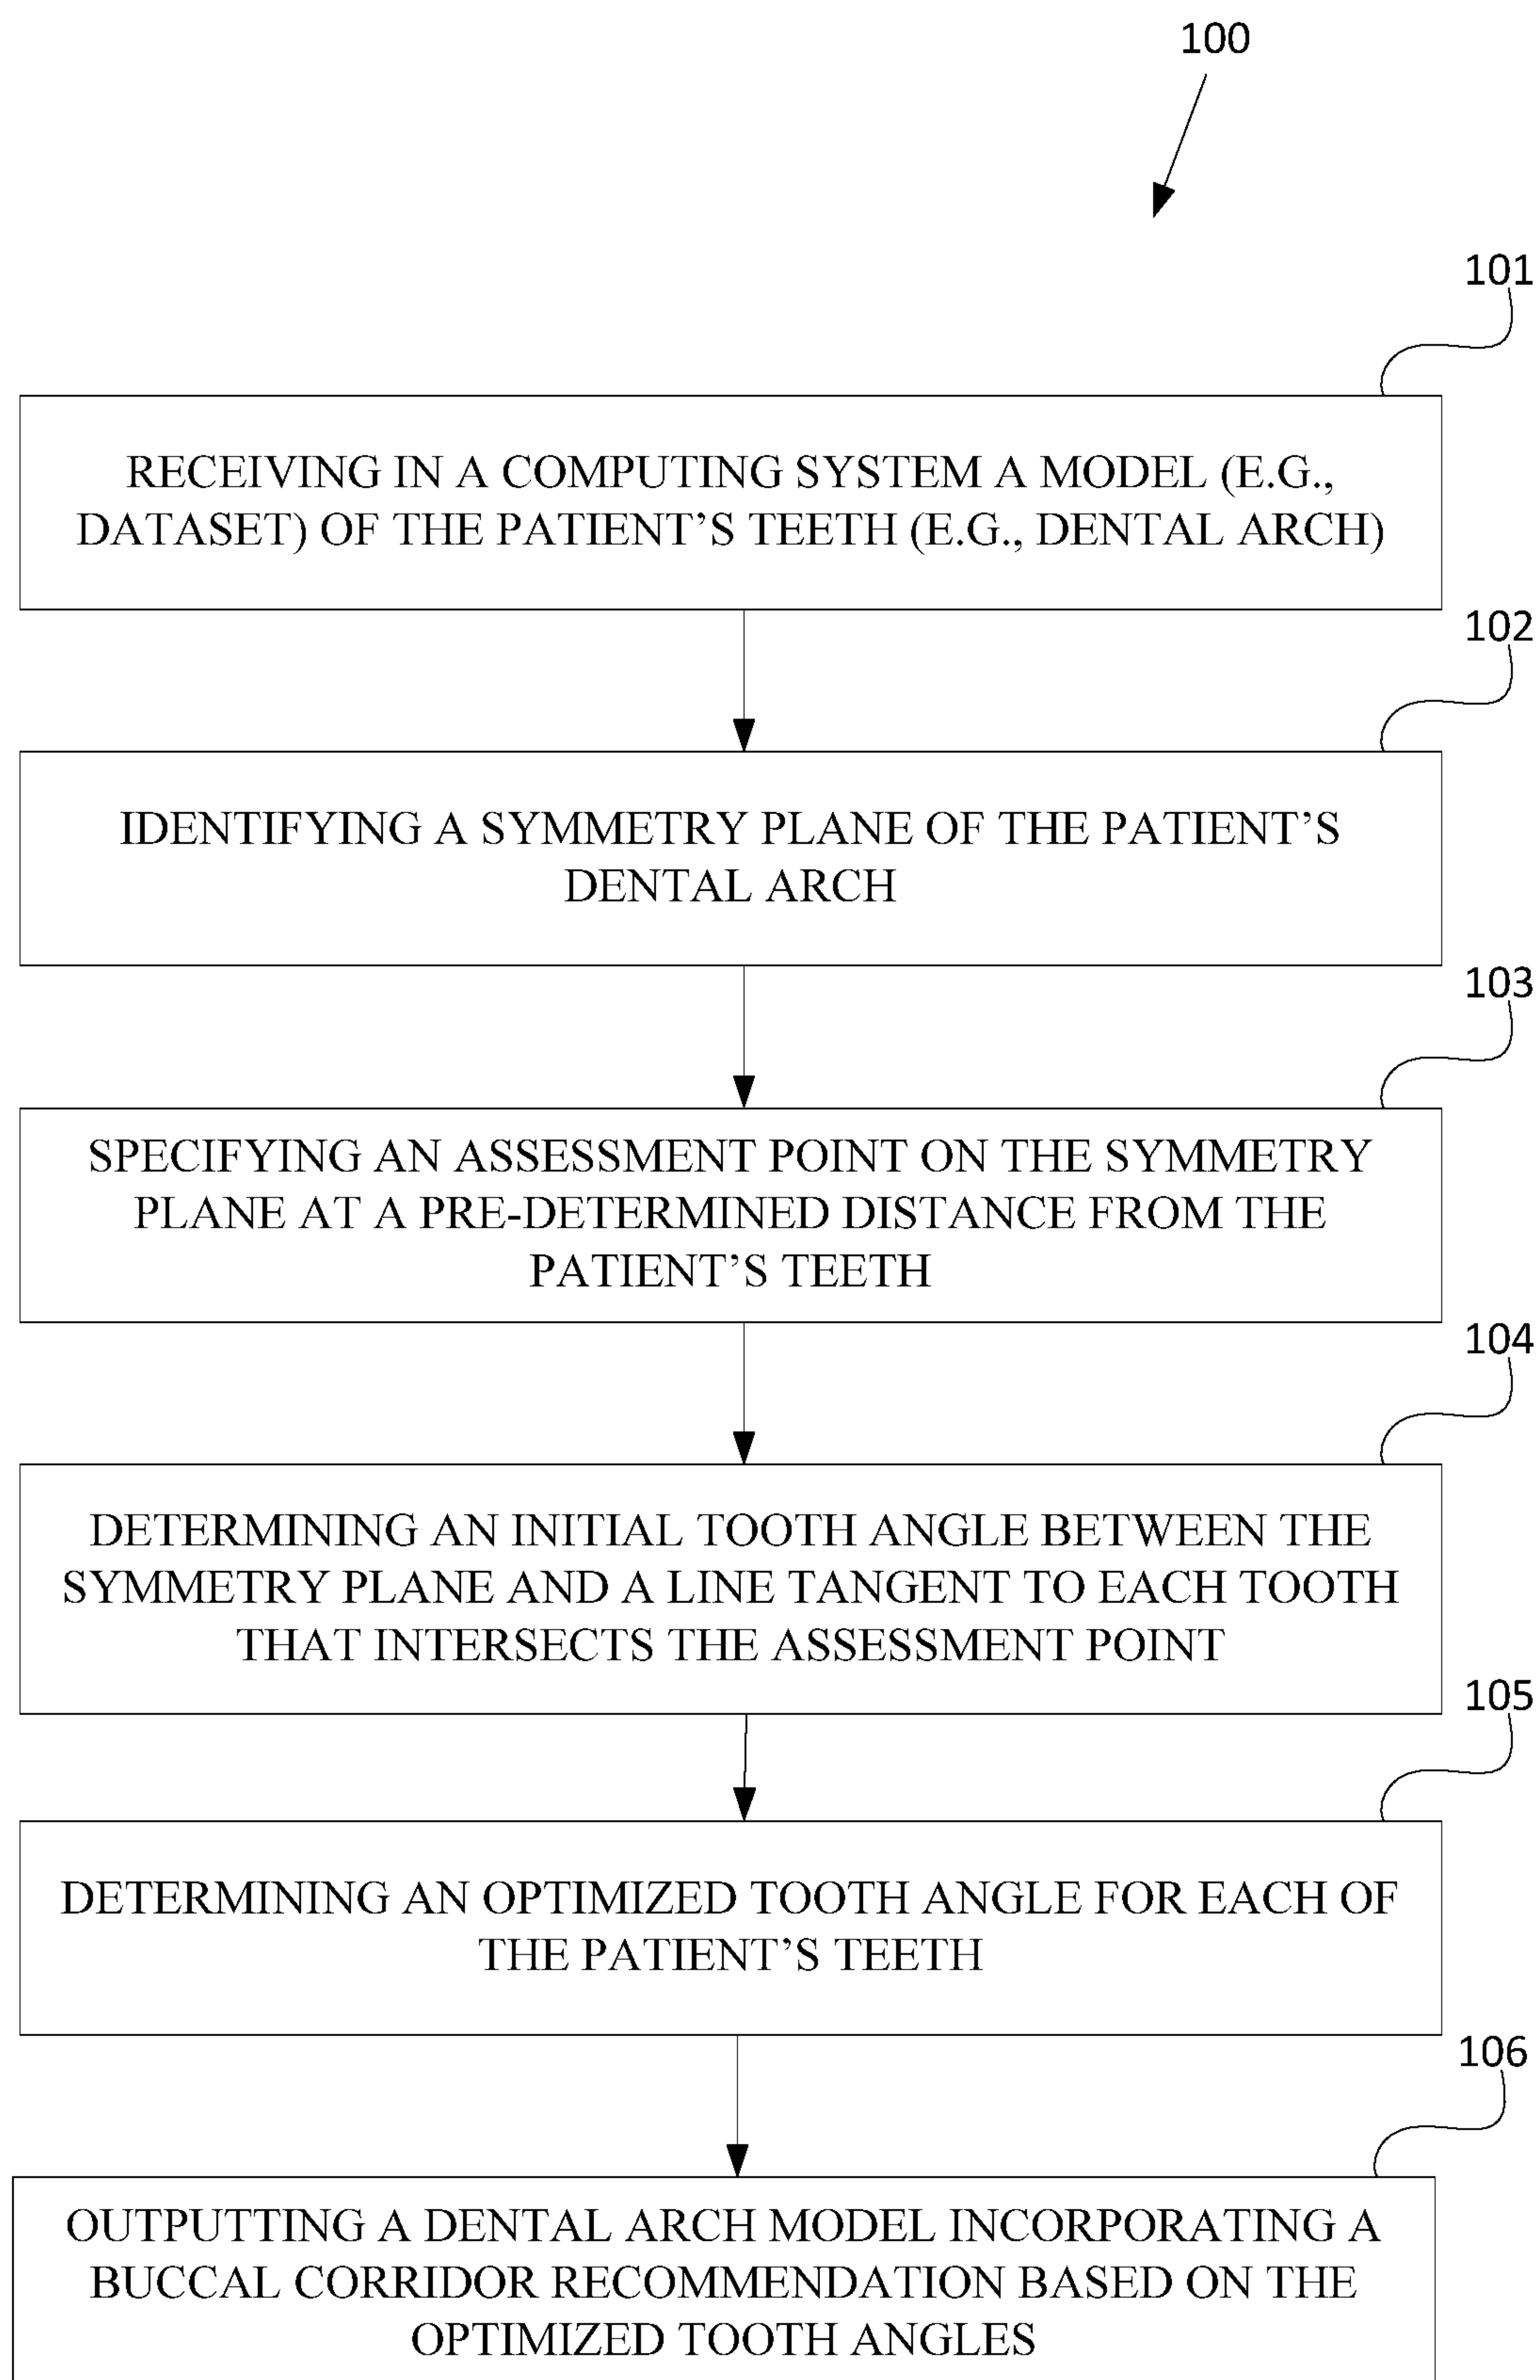 100
101
RECEIVING IN A COMPUTING SYSTEM A MODEL (E.G.,
DATASET) OF THE PATIENT’S TEETH (E.G., DENTAL ARCH)
102
IDENTIFYING A SYMMETRY PLANE OF THE PATIENT’S
DENTAL ARCH
103
SPECIFYING AN ASSESSMENT POINT ON THE SYMMETRY
PLANE AT A PRE-DETERMINED DISTANCE FROM THE
PATIENT’S TEETH
104
DETERMINING AN INITIAL TOOTH ANGLE BETWEEN THE
SYMMETRY PLANE AND A LINE TANGENT TO EACH TOOTH
THAT INTERSECTS THE ASSESSMENT POINT
105
DETERMINING AN OPTIMIZED TOOTH ANGLE FOR EACH OF
THE PATIENT’S TEETH
106
OUTPUTTING A DENTAL ARCH MODEL INCORPORATING A
BUCCAL CORRIDOR RECOMMENDATION BASED ON THE
OPTIMIZED TOOTH ANGLES